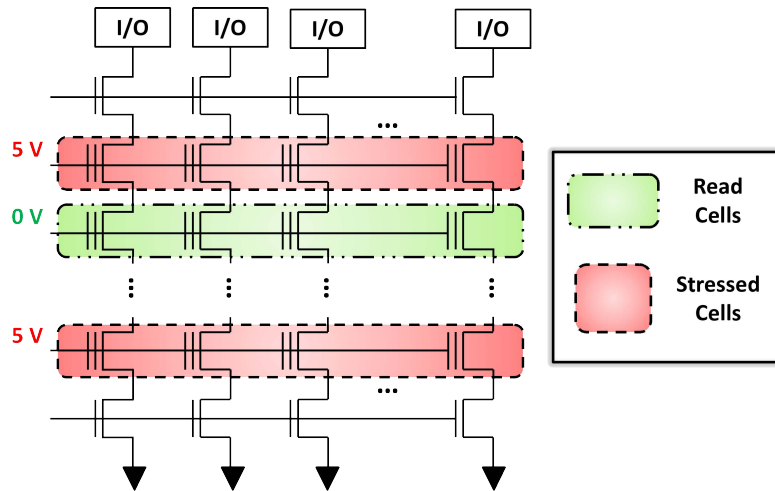 I/O I/O I/O I/O
...
5 V
0 V
... ... ... ...
5 V
...
Read
Cells
Stressed
Cells